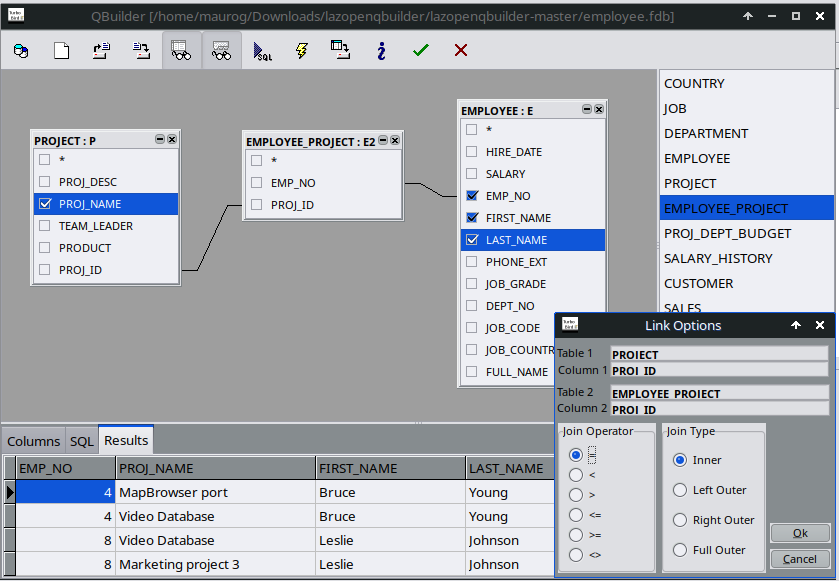 QBuilder [/home/maurog/Downloads/lazopenqbuilder/lazopenqbuilder-master/employee.fdb]
SQL
PROJECT : P
*
PROJ_DESC
PROJ_NAME
TEAM_LEADER
PRODUCT
PROJ_ID
EMPLOYEE_PROJECT : E2
*
EMP_NO
PROJ_ID
EMPLOYEE : E
*
HIRE_DATE
SALARY
EMP_NO
FIRST_NAME
LAST_NAME
PHONE_EXT
JOB_GRADE
DEPT_NO
JOB_CODE
JOB_COUNTR
FULL_NAME
COUNTRY
JOB
DEPARTMENT
EMPLOYEE
PROJECT
EMPLOYEE_PROJECT
PROJ_DEPT_BUDGET
SALARY_HISTORY
CUSTOMER
SALES
Link Options
Table 1 PROJECT
Column 1 PROJ_ID
Table 2 EMPLOYEE_PROJECT
Column 2 PROJ_ID
Join Operator
=
<
>
<=
>=
<>
Join Type
Inner
Left Outer
Right Outer
Full Outer
Ok
Cancel
Columns SQL Results
EMP_NO PROJ_NAME FIRST_NAME LAST_NAME
4 MapBrowser port Bruce Young
4 Video Database Bruce Young
8 Video Database Leslie Johnson
8 Marketing project 3 Leslie Johnson